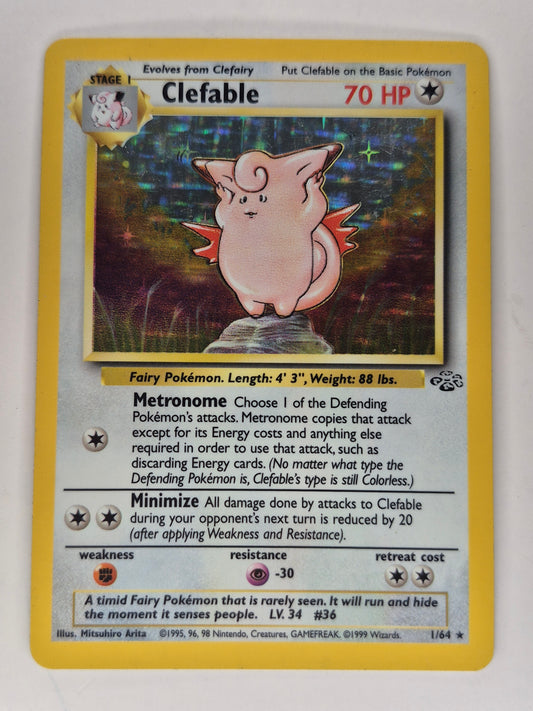 Evolves from Clefairy Put Clefable on the Basic Pokémon
STAGE 1
Clefable 70 HP
Fairy Pokémon. Length: 4' 3", Weight: 88 lbs.
Metronome Choose 1 of the Defending
Pokémon's attacks. Metronome copies that attack
except for its Energy costs and anything else
required in order to use that attack, such as
discarding Energy cards. (No matter what type the
Defending Pokémon is, Clefable's type is still Colorless.)
Minimize All damage done by attacks to Clefable
during your opponent's next turn is reduced by 20
(after applying Weakness and Resistance).
weakness resistance retreat cost
-30
A timid Fairy Pokémon that is rarely seen. It will run and hide
the moment it senses people. LV. 34 #36
Illus. Mitsuhiro Arita ©1995, 96, 98 Nintendo, Creatures, GAMEFREAK. ©1999 Wizards. 1/64 ★